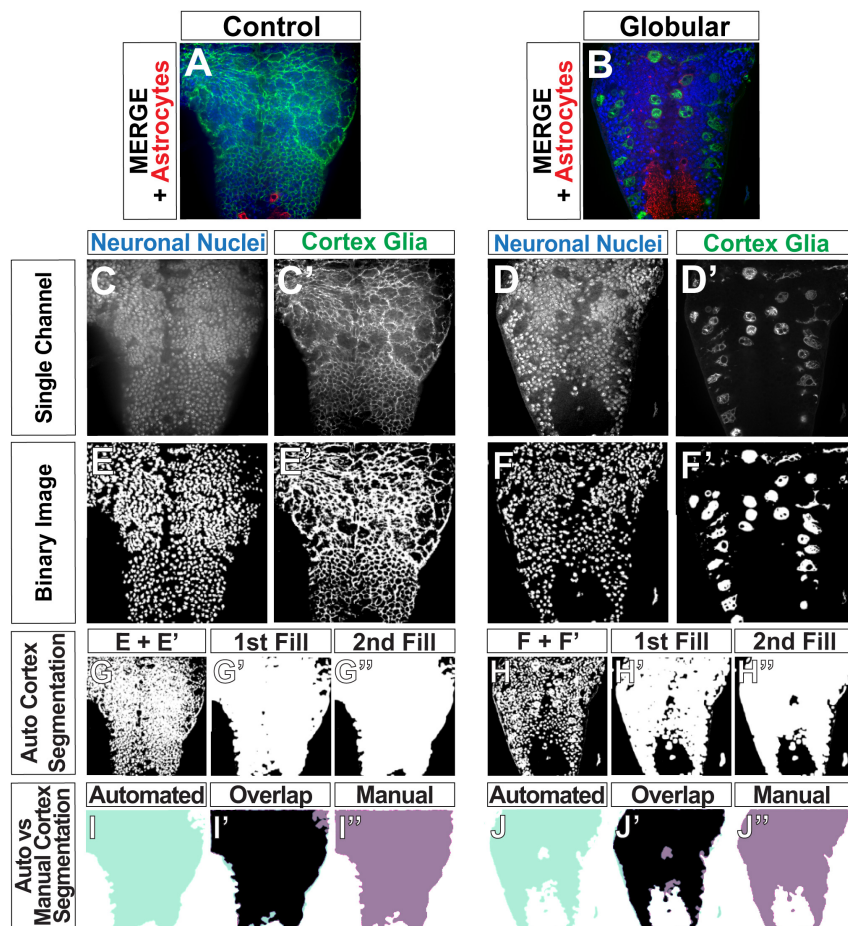 Control
Globular
MERGE
+ Astrocytes
A
MERGE
+ Astrocytes
B
Neuronal Nuclei
Cortex Glia
Neuronal Nuclei
Cortex Glia
Single Channel
C
C’
D
D’
Binary Image
E
E’
F
F’
E + E’
1st Fill
2nd Fill
F + F’
1st Fill
2nd Fill
Auto Cortex
Segmentation
G
G’
G”
H
H’
H”
Automated
Overlap
Manual
Automated
Overlap
Manual
Auto vs
Manual Cortex
Segmentation
I
I’
I”
J
J’
J”